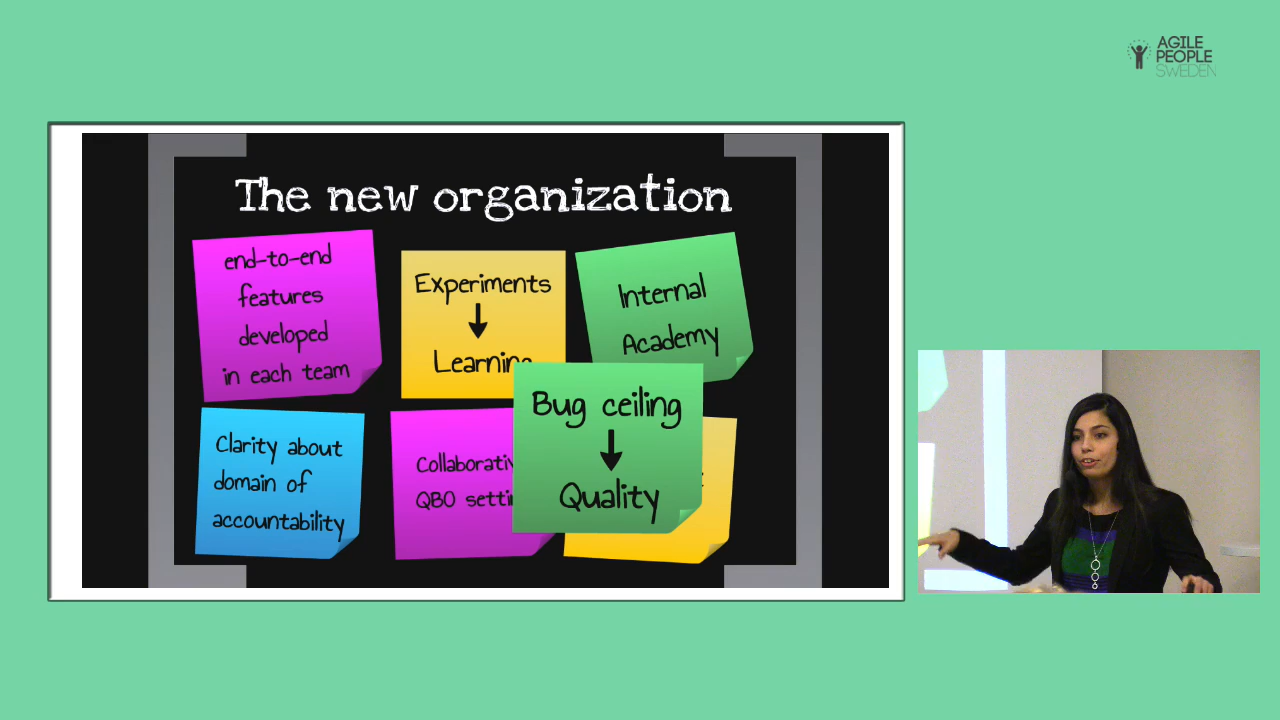 AGILE
PEOPLE
SWEDEN
The new organization
end-to-end
features
developed
in each team
Experiments
Learning
Internal
Academy
Clarity about
domain of
accountability
QBO
Bug ceiling
Quality